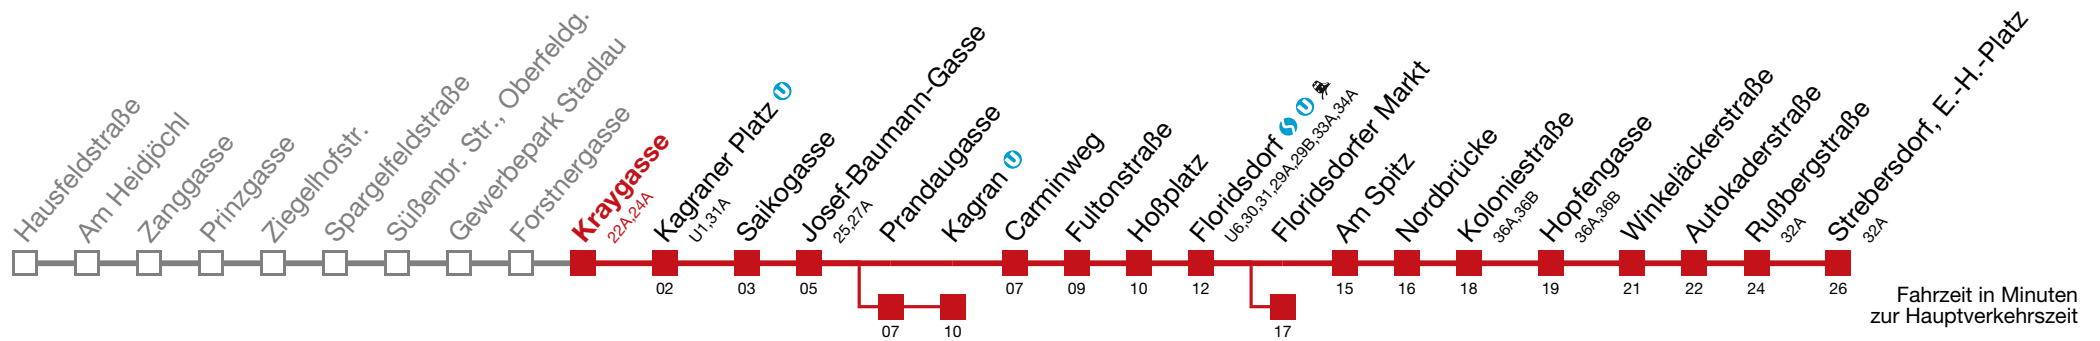 Hausfeldstraße
Am Heidjöchl
Zanggasse
Prinzgasse
Ziegelhofstr.
Spargelfeldstraße
Süßenbr. Str., Oberfeldg.
Gewerbepark Stadlau
Forstnergasse
Kraygasse
22A,24A
Kagraner Platz U
U1,31A
Saikogasse
Josef-Baumann-Gasse
25,27A
Prandaugasse
Kagran U
Carminweg
Fultonstraße
Hoßplatz
Floridsdorf S U
U6,30,31,29A,29B,33A,34A
Floridsdorfer Markt
Am Spitz
Nordbrücke
Koloniestraße
36A,36B
Hopfengasse
36A,36B
Winkeläckerstraße
Autokaderstraße
Rußbergstraße
32A
Strebersdorf, E.-H.-Platz
32A
02 03 05 07 09 10 12 15 16 18 19 21 22 24 26
07 10 17
Fahrzeit in Minuten
zur Hauptverkehrszeit